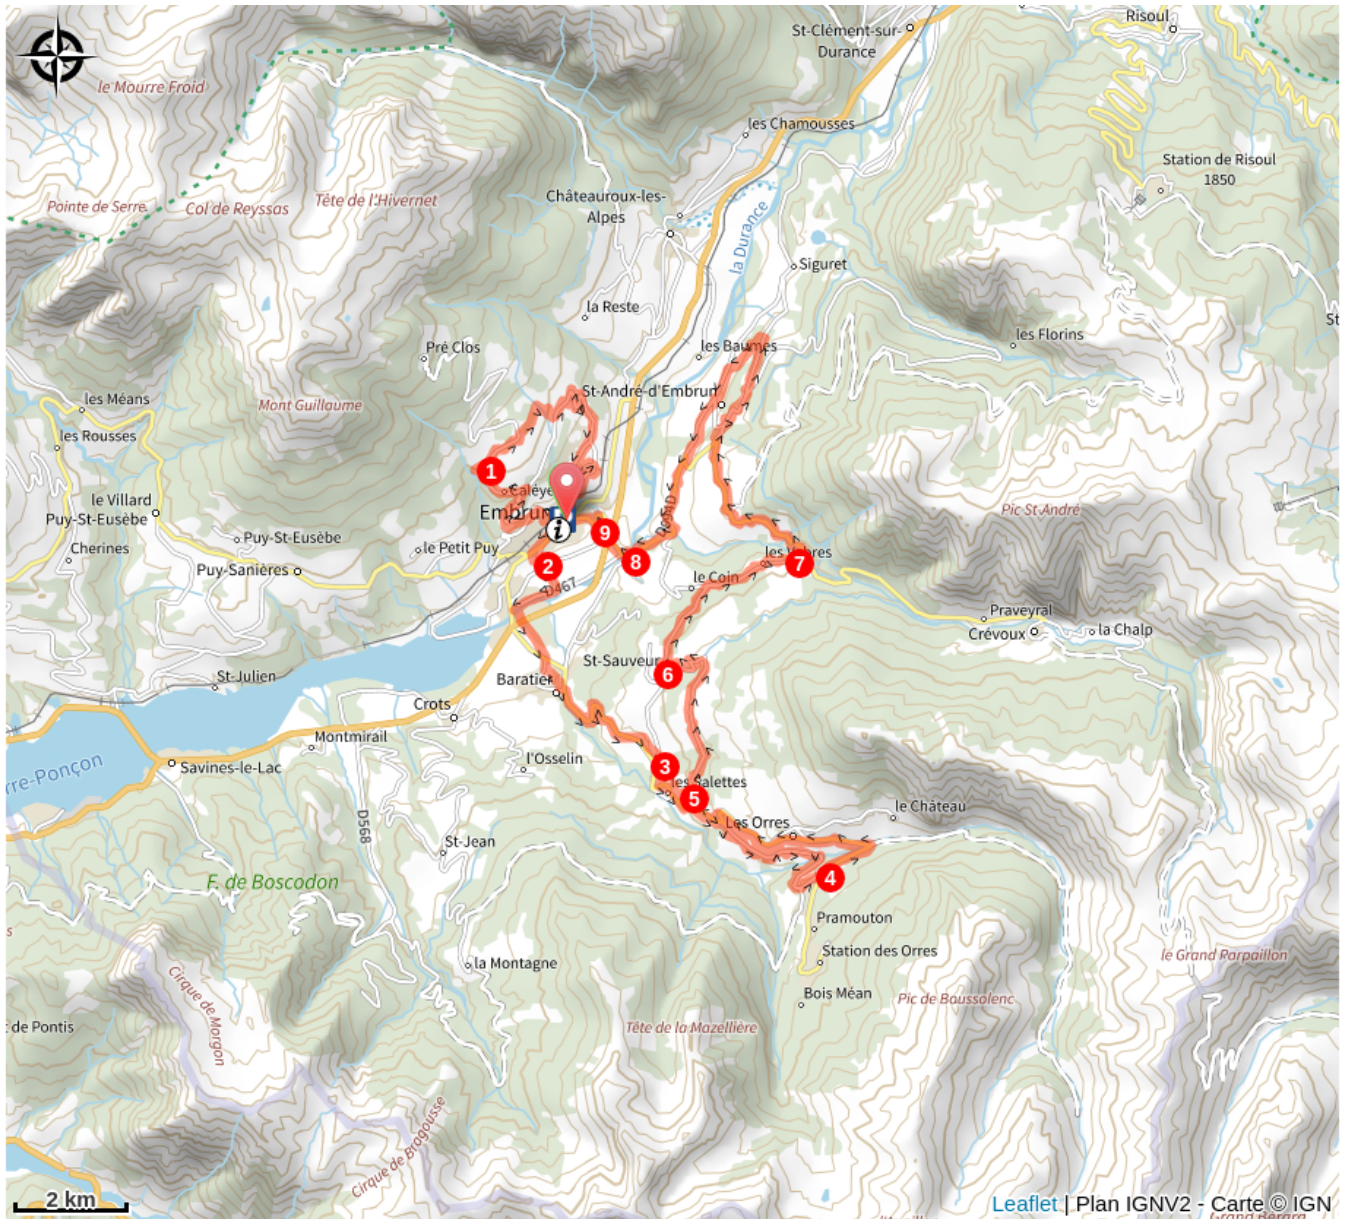 Risoul
St-Clément-sur-
Durance
le Mourre Froid
les Chamousses
Station de Risoul
1850
Châteauroux-les-
Alpes
Pointe de Serre
Col de Reyssas
Tête de l'Hivernet
la Durance
Siguret
la Reste
St
les Florins
Pré Clos
les Baumes
St-André-d'Embrun
les Méans
Mont Guillaume
les Rousses
1
Caléye
le Villard
Puy-St-Eusèbe
Embrun
Pic St-André
i
9
Puy-St-Eusèbe
Cherines
le Petit Puy
8
les
7
Puy-Sanières
2
D467
le Coin
Praveyral
Crévoux
la Chalp
St-Sauveur
6
St-Julien
Baratier
Crots
Montmirail
l'Osselin
3
Savines-le-Lac
rre-Ponçon
5
le Château
D568
Les Orres
St-Jean
F. de Boscodon
4
Pramouton
Station des Orres
la Montagne
le Grand Parpaillon
Cirque de Morgon
Bois Méan
Pic de Boussolenc
de Pontis
Tête de la Mazellière
Cirque de Bragousse
2 km
Leaflet | Plan IGNV2 - Carte © IGN